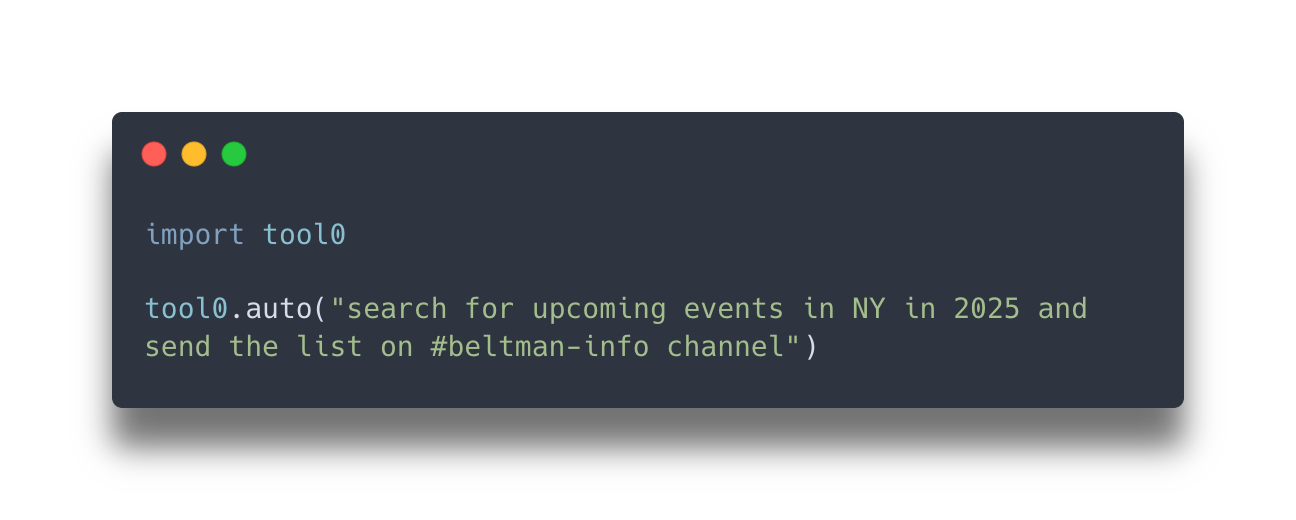 import tool0
tool0.auto("search for upcoming events in NY in 2025 and
send the list on #beltman-info channel")